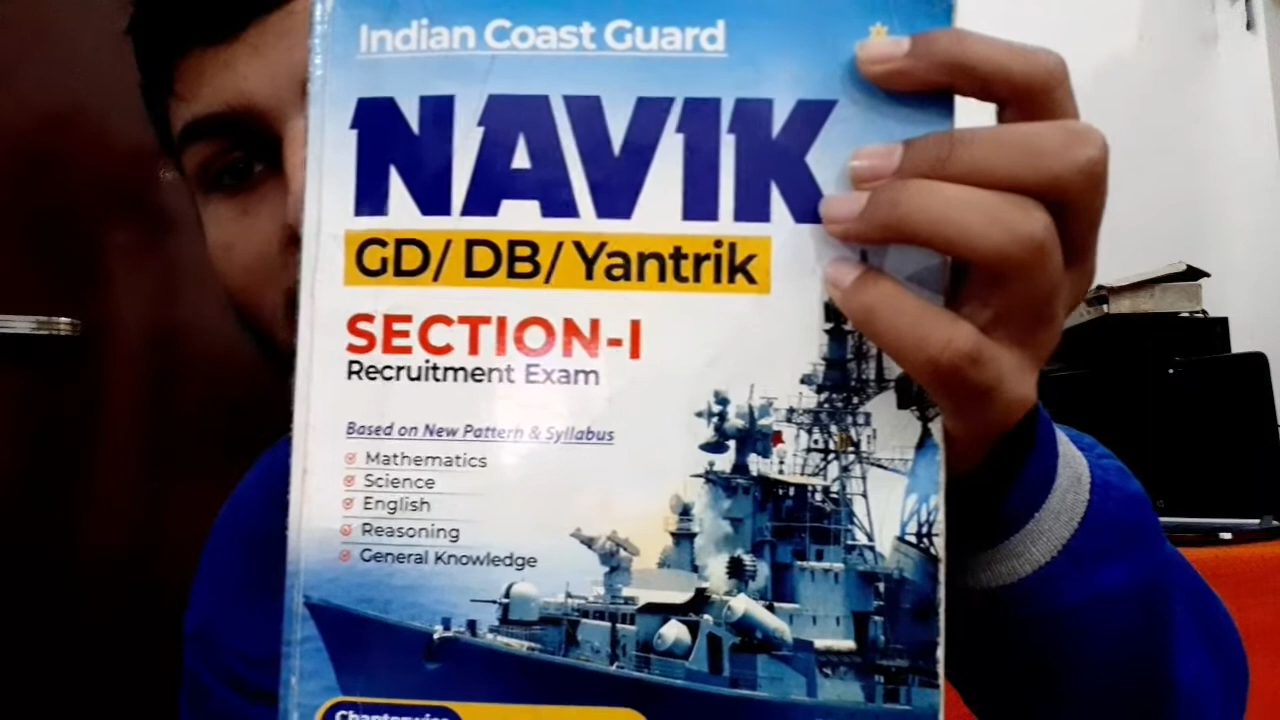 Indian Coast Guard
NAVIK
GD/ DB/ Yantrik
SECTION-I
Recruitment Exam
Based on New Pattern & Syllabus
Mathematics
Science
English
Reasoning
General Knowledge
Chapterwise